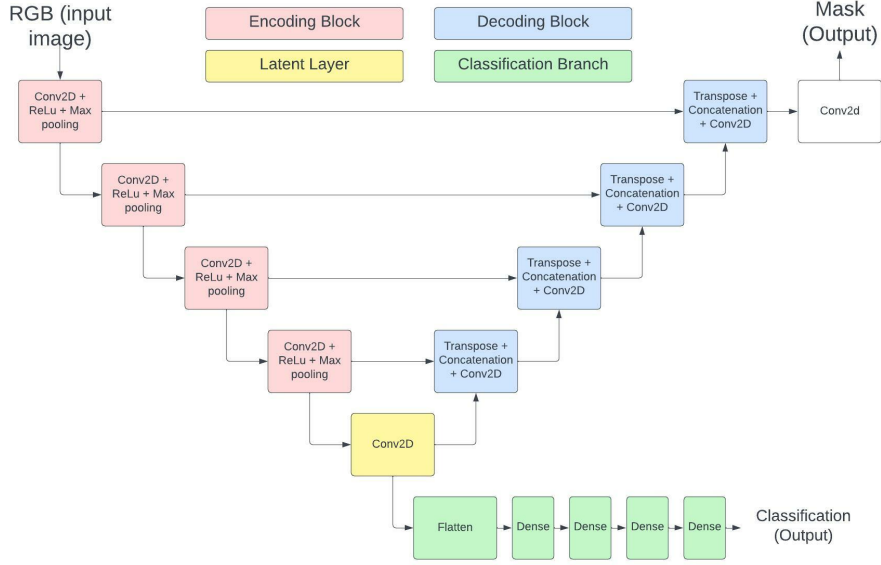 RGB (input
image)
Encoding Block
Decoding Block
Mask
(Output)
Latent Layer
Classification Branch
Conv2D +
ReLu + Max
pooling
Transpose +
Concatenation
+ Conv2D
Conv2d
Conv2D +
ReLu + Max
pooling
Transpose +
Concatenation
+ Conv2D
Conv2D +
ReLu + Max
pooling
Transpose +
Concatenation
+ Conv2D
Conv2D +
ReLu + Max
pooling
Transpose +
Concatenation
+ Conv2D
Conv2D
Flatten
Dense
Dense
Dense
Dense
Classification
(Output)